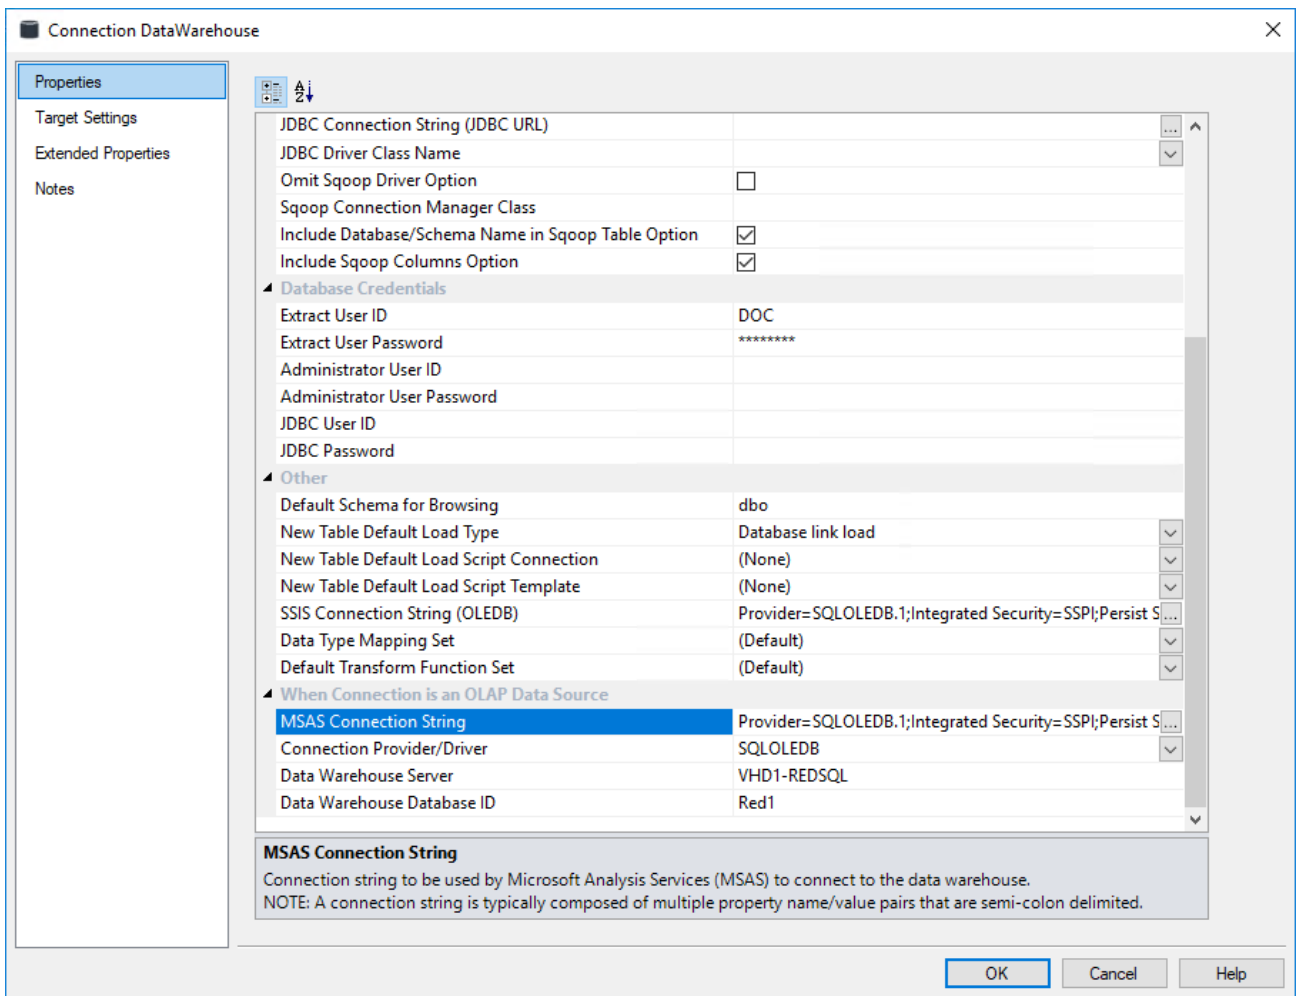 Connection DataWarehouse
Properties
Target Settings
Extended Properties
Notes
JDBC Connection String (JDBC URL) ...
JDBC Driver Class Name
Omit Sqoop Driver Option
Sqoop Connection Manager Class
Include Database/Schema Name in Sqoop Table Option
Include Sqoop Columns Option
Database Credentials
Extract User ID DOC
Extract User Password ********
Administrator User ID
Administrator User Password
JDBC User ID
JDBC Password
Other
Default Schema for Browsing dbo
New Table Default Load Type Database link load
New Table Default Load Script Connection (None)
New Table Default Load Script Template (None)
SSIS Connection String (OLEDB) Provider=SQLOLEDB.1;Integrated Security=SSPI;Persist S ...
Data Type Mapping Set (Default)
Default Transform Function Set (Default)
When Connection is an OLAP Data Source
MSAS Connection String Provider=SQLOLEDB.1;Integrated Security=SSPI;Persist S ...
Connection Provider/Driver SQLOLEDB
Data Warehouse Server VHD1-REDSQL
Data Warehouse Database ID Red1
MSAS Connection String
Connection string to be used by Microsoft Analysis Services (MSAS) to connect to the data warehouse.
NOTE: A connection string is typically composed of multiple property name/value pairs that are semi-colon delimited.
OK Cancel Help